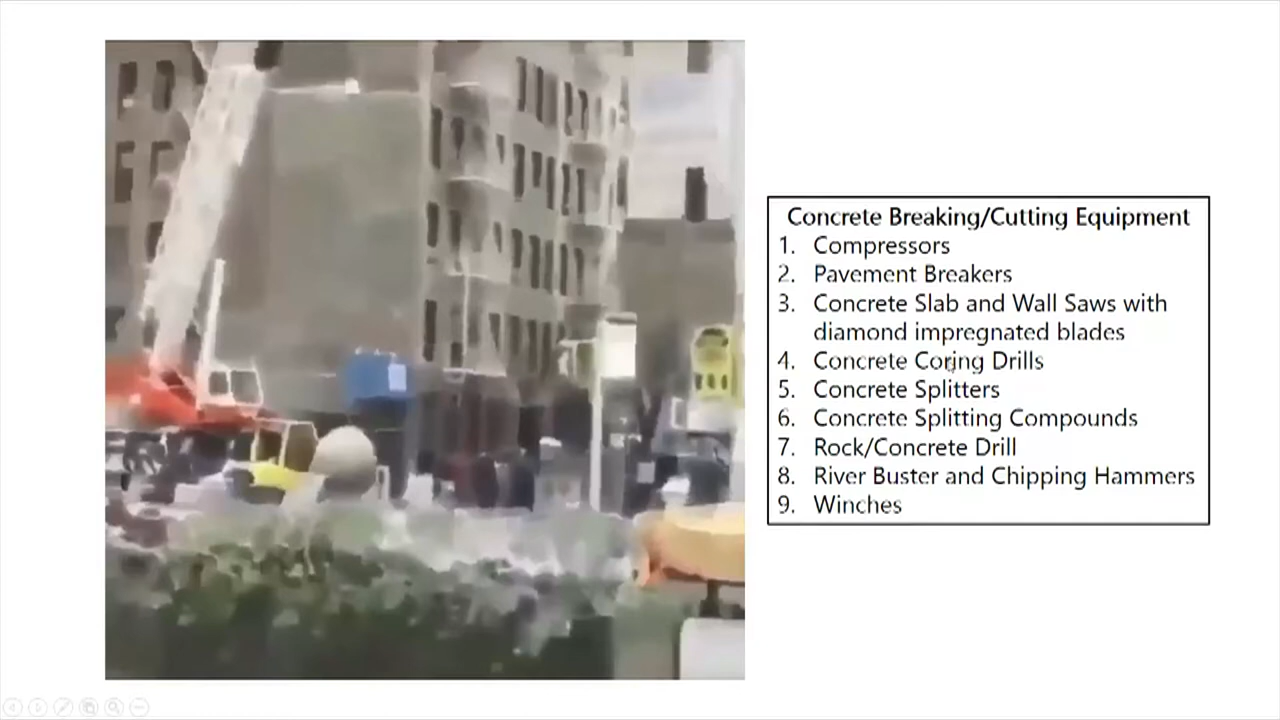 Concrete Breaking/Cutting Equipment
1. Compressors
2. Pavement Breakers
3. Concrete Slab and Wall Saws with
diamond impregnated blades
4. Concrete Coring Drills
5. Concrete Splitters
6. Concrete Splitting Compounds
7. Rock/Concrete Drill
8. River Buster and Chipping Hammers
9. Winches